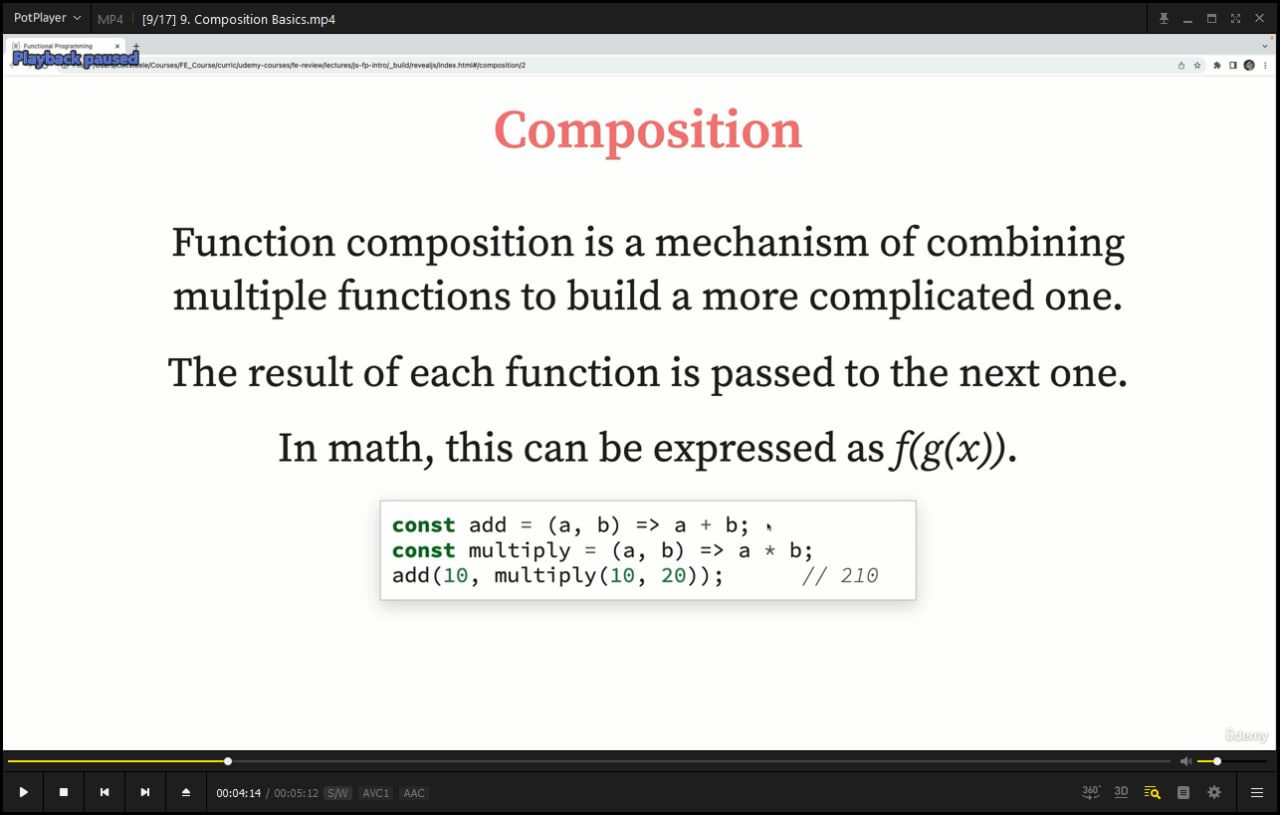 PotPlayer MP4 [9/17] 9. Composition Basics.mp4
Functional Programming
Playback paused
/Courses/FE_Course/curric/udemy-courses/fe-review/lectures/js-fp-intro/_build/revealjs/index.html#/composition/2
Composition
Function composition is a mechanism of combining
multiple functions to build a more complicated one.
The result of each function is passed to the next one.
In math, this can be expressed as f(g(x)).
const add = (a, b) => a + b;
const multiply = (a, b) => a * b;
add(10, multiply(10, 20)); // 210
ûdemy
00:04:14 / 00:05:12 S/W AVC1 AAC
360° 3D